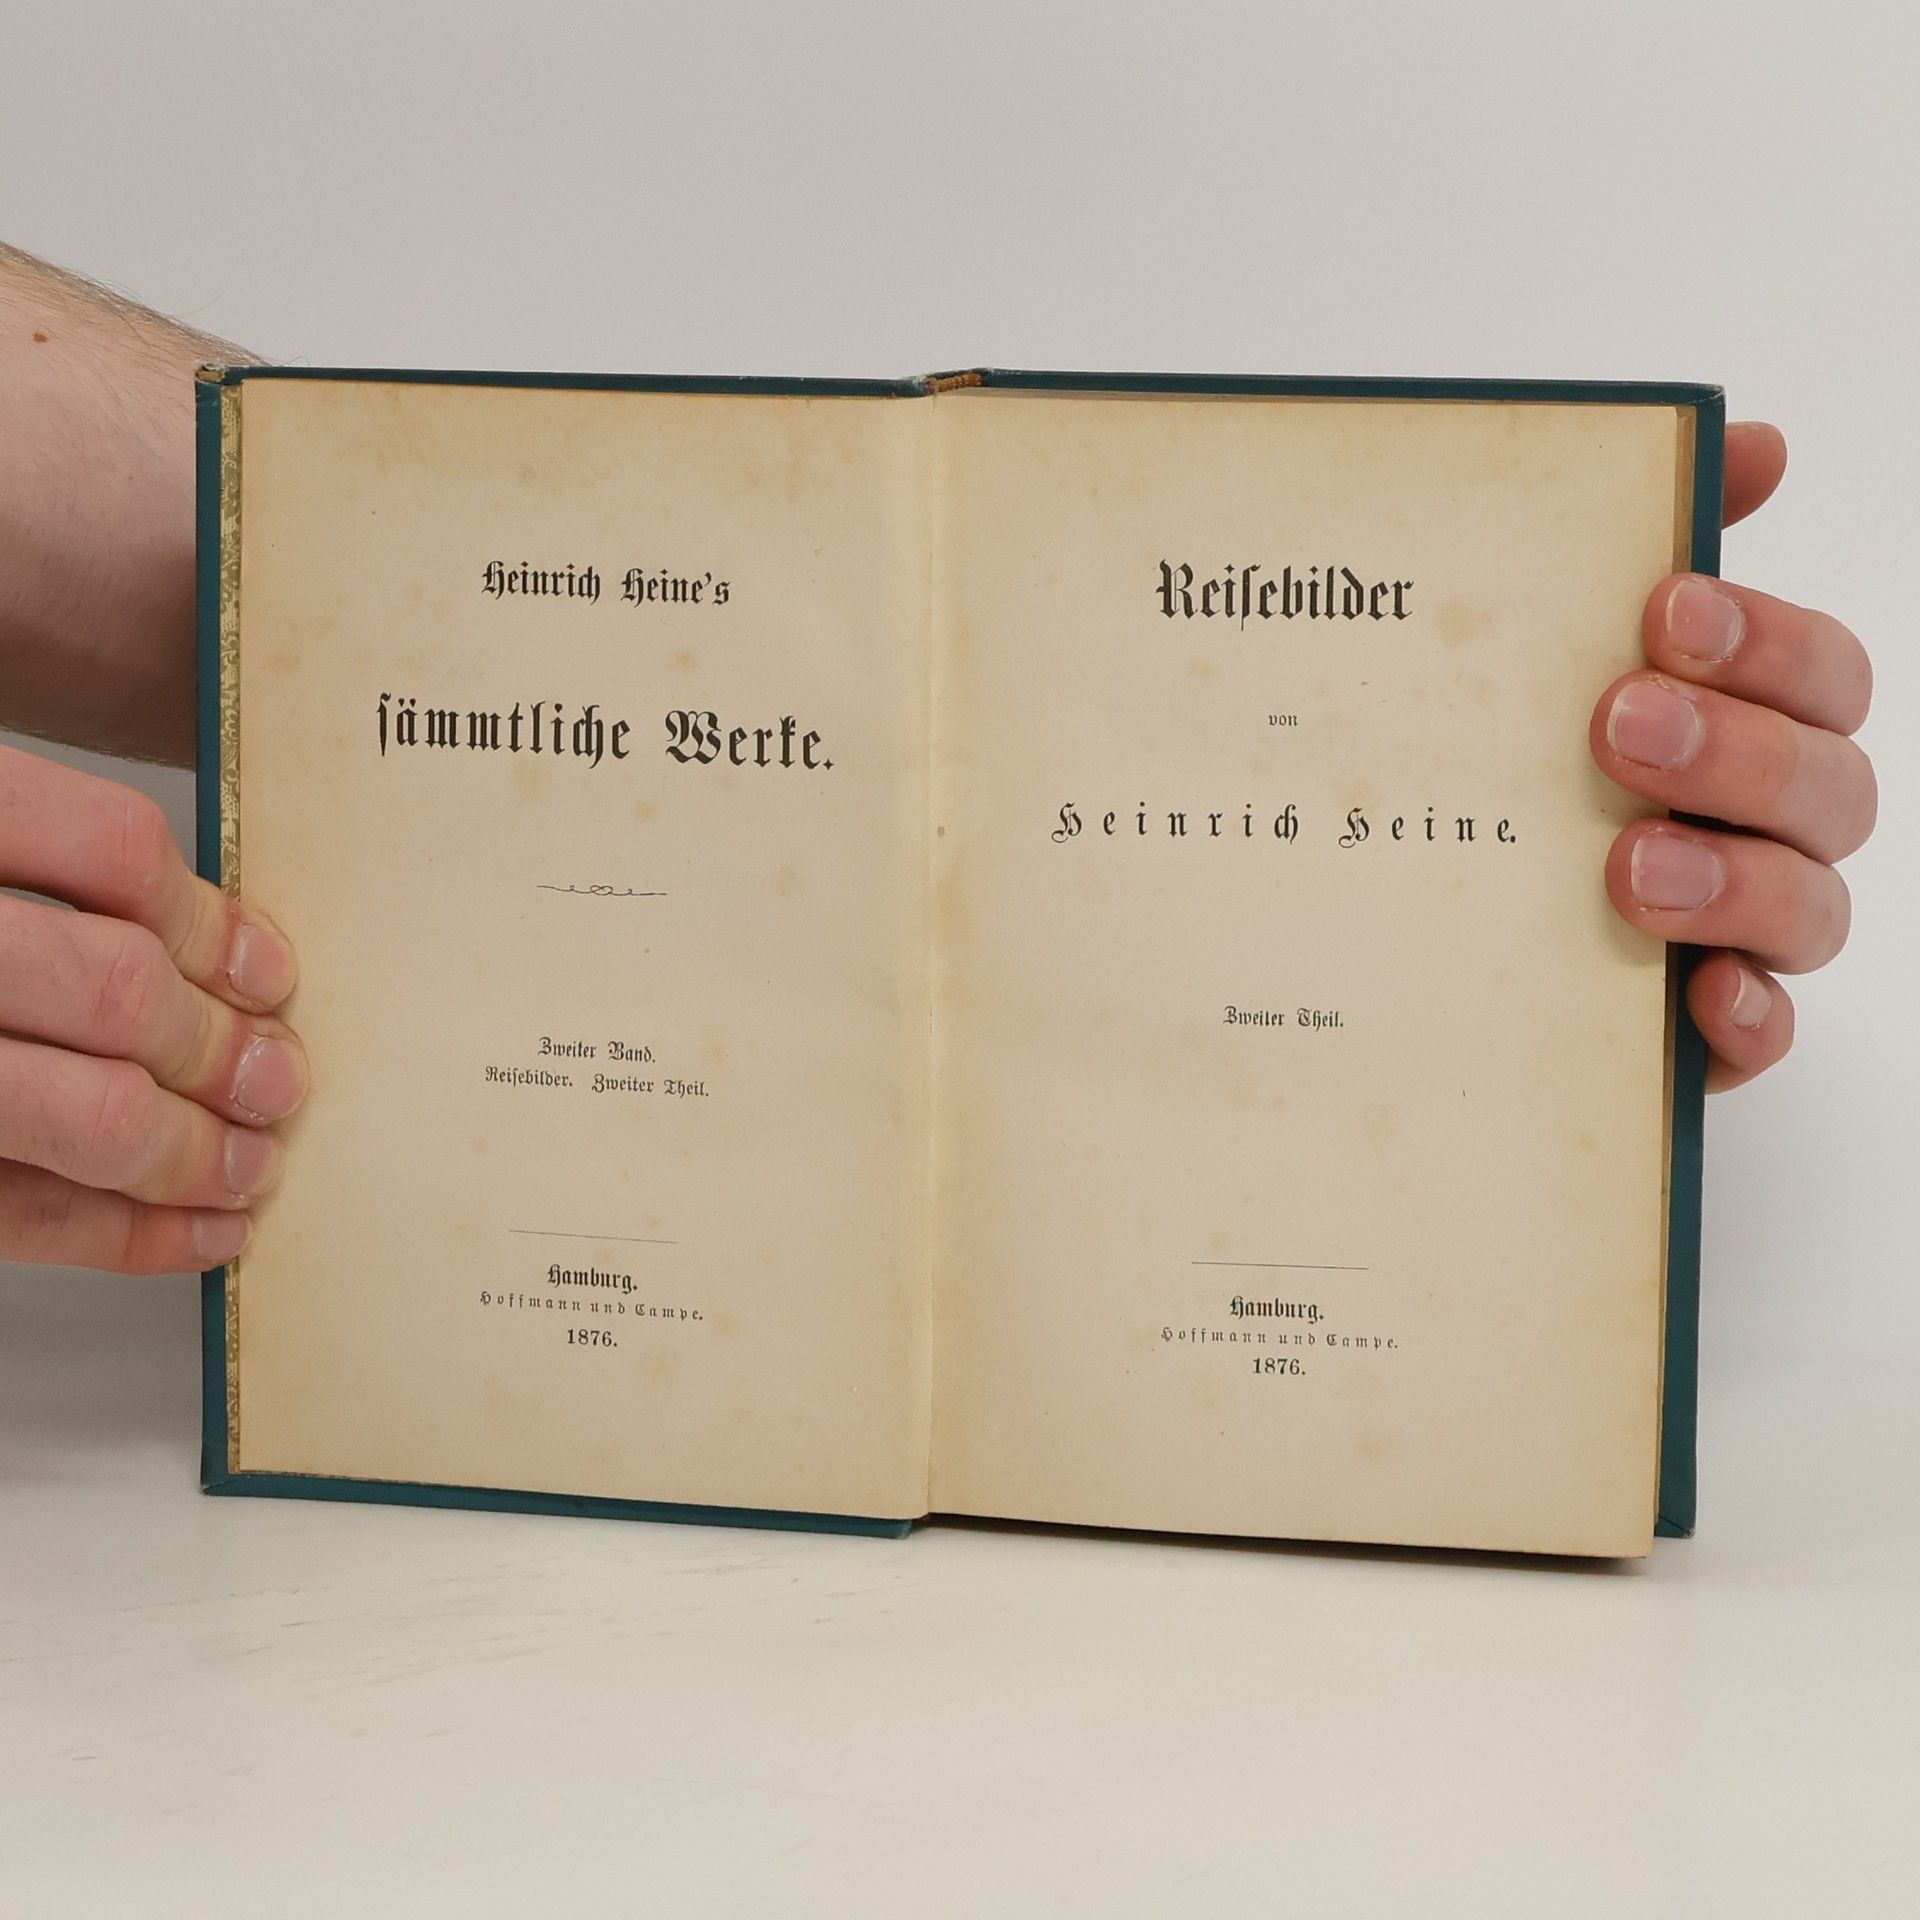 Heinrich Heine's
sämmtliche Werke.
Zweiter Band.
Reisebilder. Zweiter Theil.
Hamburg.
Hoffmann und Campe.
1876.
Reisebilder
von
Heinrich Heine.
Zweiter Theil.
Hamburg.
Hoffmann und Campe.
1876.